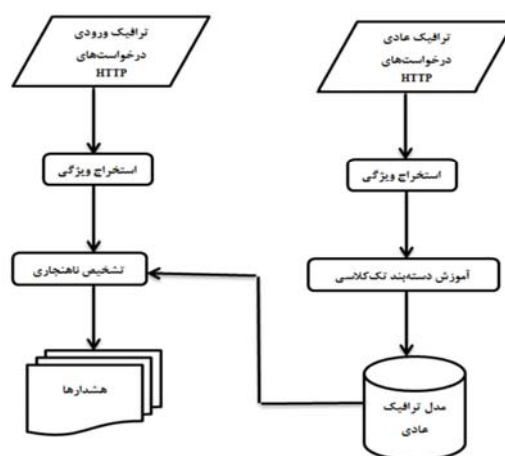 ترافیک عادی
درخواست‌های
HTTP
استخراج ویژگی
آموزش دسته‌بند تک‌کلاسی
مدل ترافیک
عادی
ترافیک ورودی
درخواست‌های
HTTP
استخراج ویژگی
تشخیص ناهنجاری
هشدارها